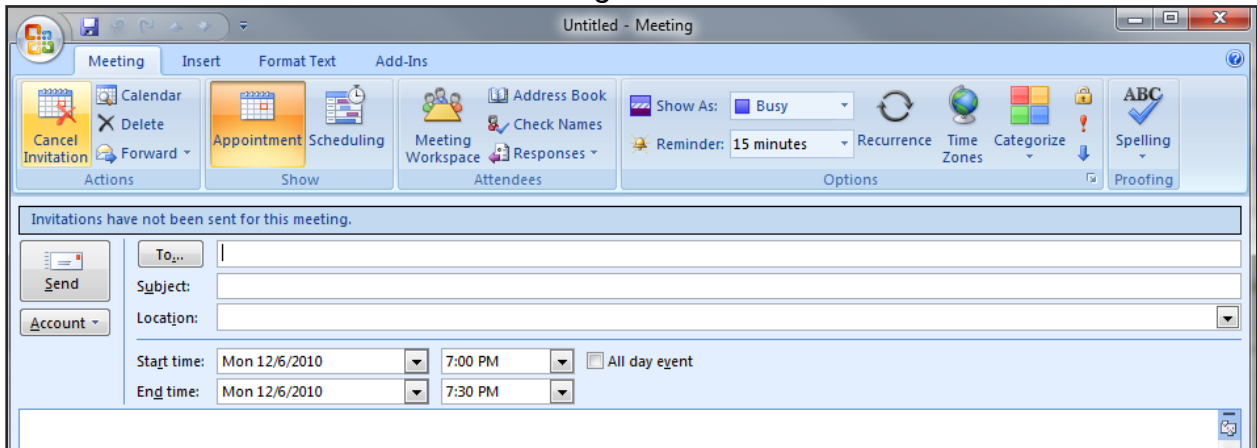 Untitled - Meeting
Meeting Insert Format Text Add-Ins
Cancel Invitation
Calendar
Delete
Forward
Actions
Appointment
Scheduling
Show
Meeting Workspace
Address Book
Check Names
Responses
Attendees
Show As: Busy
Reminder: 15 minutes
Recurrence
Time Zones
Categorize
Options
ABC
Spelling
Proofing
Invitations have not been sent for this meeting.
Send
Account
To...
Subject:
Location:
Start time: Mon 12/6/2010 7:00 PM All day event
End time: Mon 12/6/2010 7:30 PM